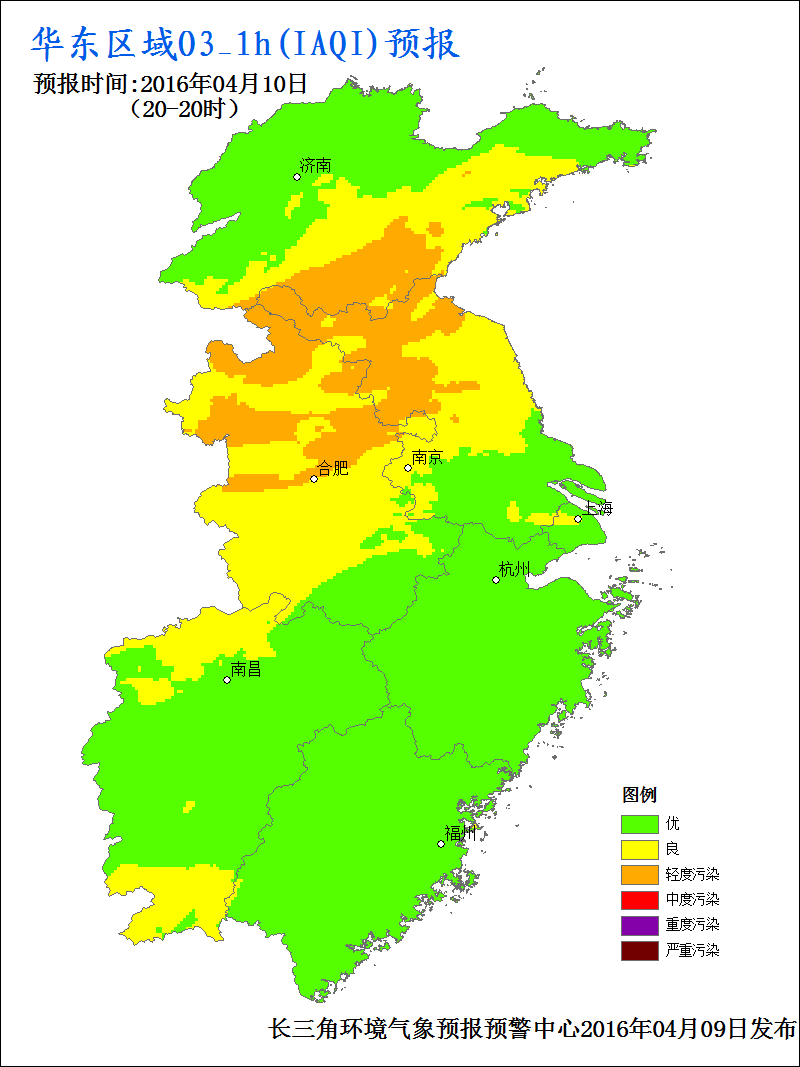 华东区域O3_1h(IAQI)预报
预报时间:2016年04月10日
（20-20时）
济南
南京
合肥
上海
杭州
南昌
福州
图例
优
良
轻度污染
中度污染
重度污染
严重污染
长三角环境气象预报预警中心2016年04月09日发布